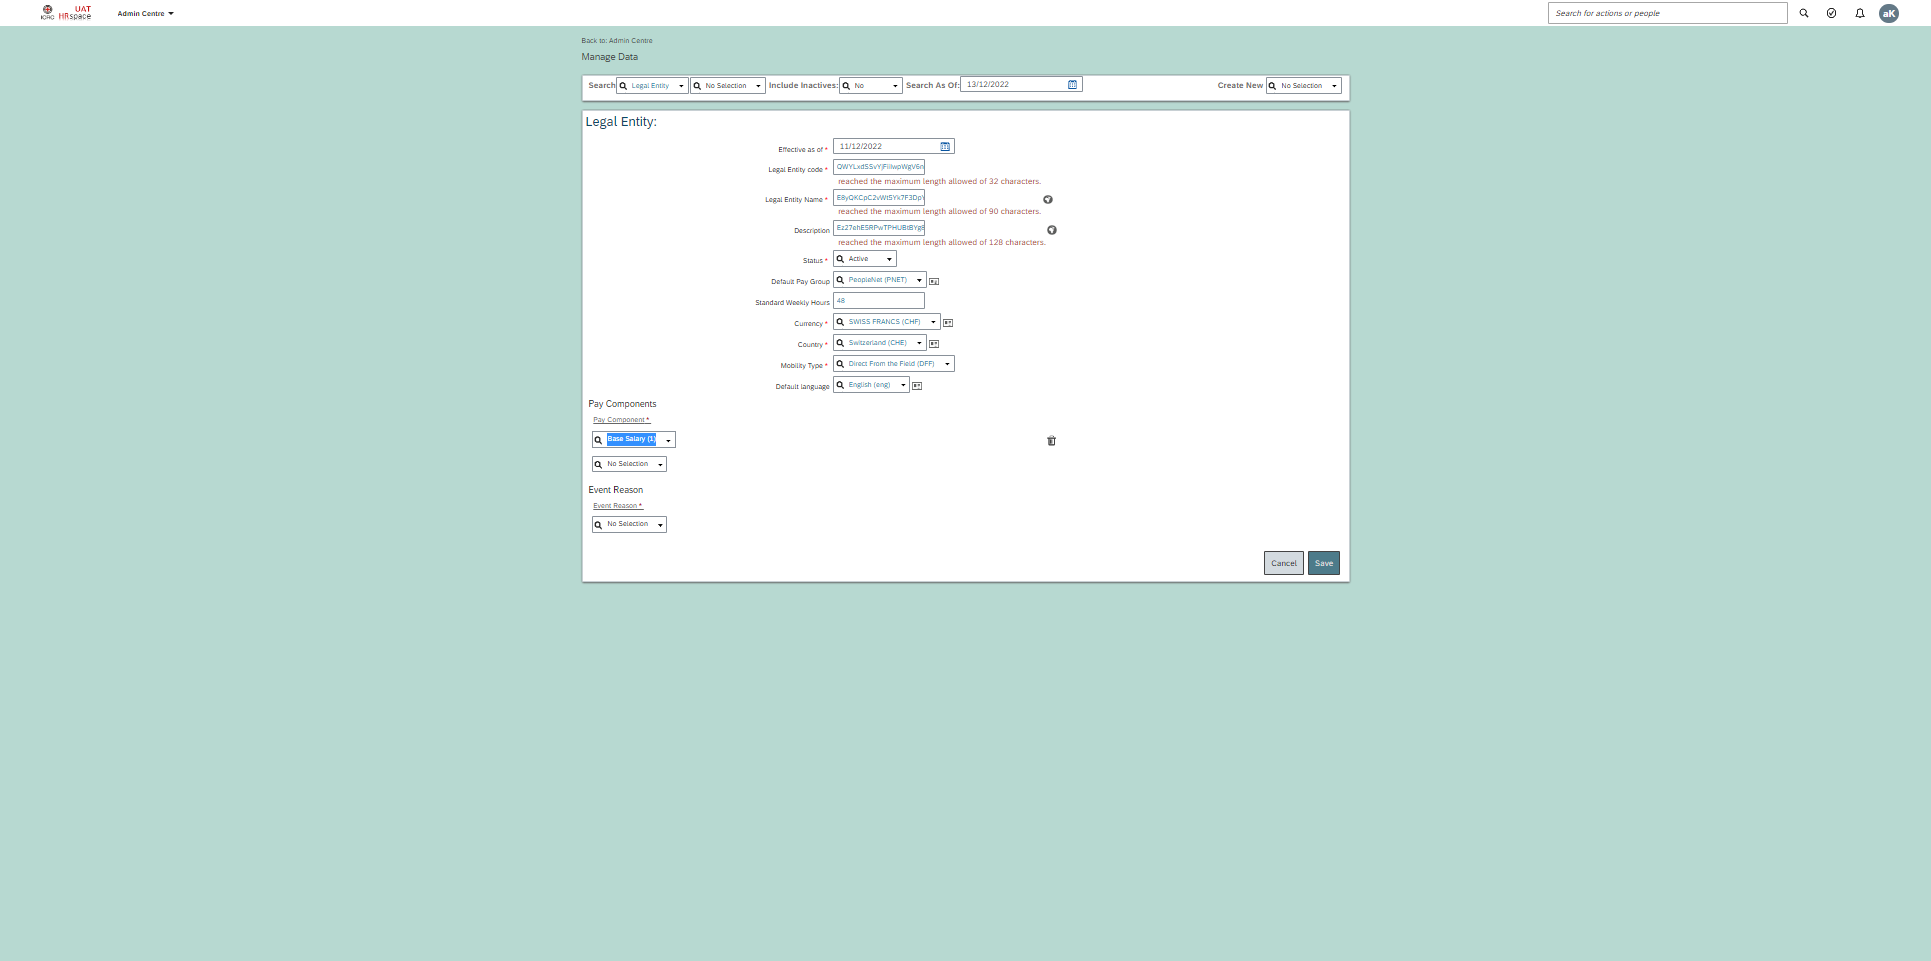 ICRC UAT HRspace Admin Centre Search for actions or people aK
Back to: Admin Centre
Manage Data
Search Legal Entity No Selection Include Inactives: No Search As Of: 13/12/2022 Create New No Selection
Legal Entity:
Effective as of * 11/12/2022
Legal Entity code *
reached the maximum length allowed of 32 characters.
Legal Entity Name *
reached the maximum length allowed of 90 characters.
Description
reached the maximum length allowed of 128 characters.
Status * Active
Default Pay Group PeopleNet (PNET)
Standard Weekly Hours 48
Currency * SWISS FRANCS (CHF)
Country * Switzerland (CHE)
Mobility Type * Direct From the Field (DFF)
Default language English (eng)
Pay Components
Pay Component *
Base Salary (1)
No Selection
Event Reason
Event Reason *
No Selection
Cancel Save